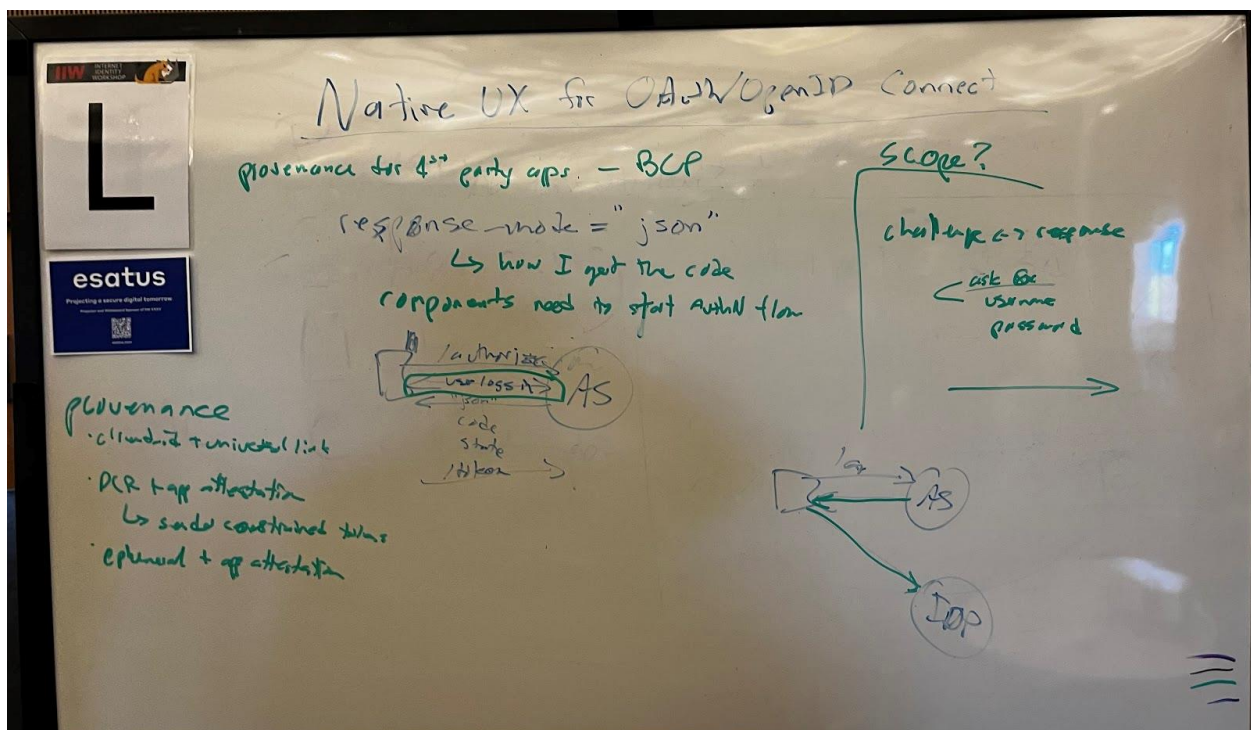 IIW INTERNET IDENTITY WORKSHOP
L
esatus
Projecting a secure digital tomorrow
Native UX for OAuth/OpenID Connect
provenance for 1st party apps. — BCP
response_mode = "json"
↳ how I get the code
components need to start AuthN flow
/authorize
user logs in
"json"
code
state
/token
AS
provenance
· client id + universal link
· DCR + app attestation
↳ sender constrained tokens
· ephemeral + app attestation
Scope?
challenge <-> response
ask for
username
password
AS
IDP